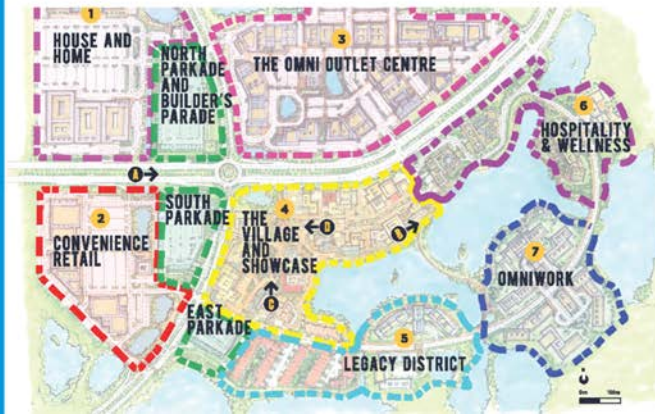 1
HOUSE AND
HOME
NORTH
PARKADE
AND
BUILDER'S
PARADE
3
THE OMNI OUTLET CENTRE
6
HOSPITALITY
& WELLNESS
A
2
CONVENIENCE
RETAIL
SOUTH
PARKADE
4
THE
VILLAGE
AND
SHOWCASE
C
7
OMNIWORK
EAST
PARKADE
5
LEGACY DISTRICT